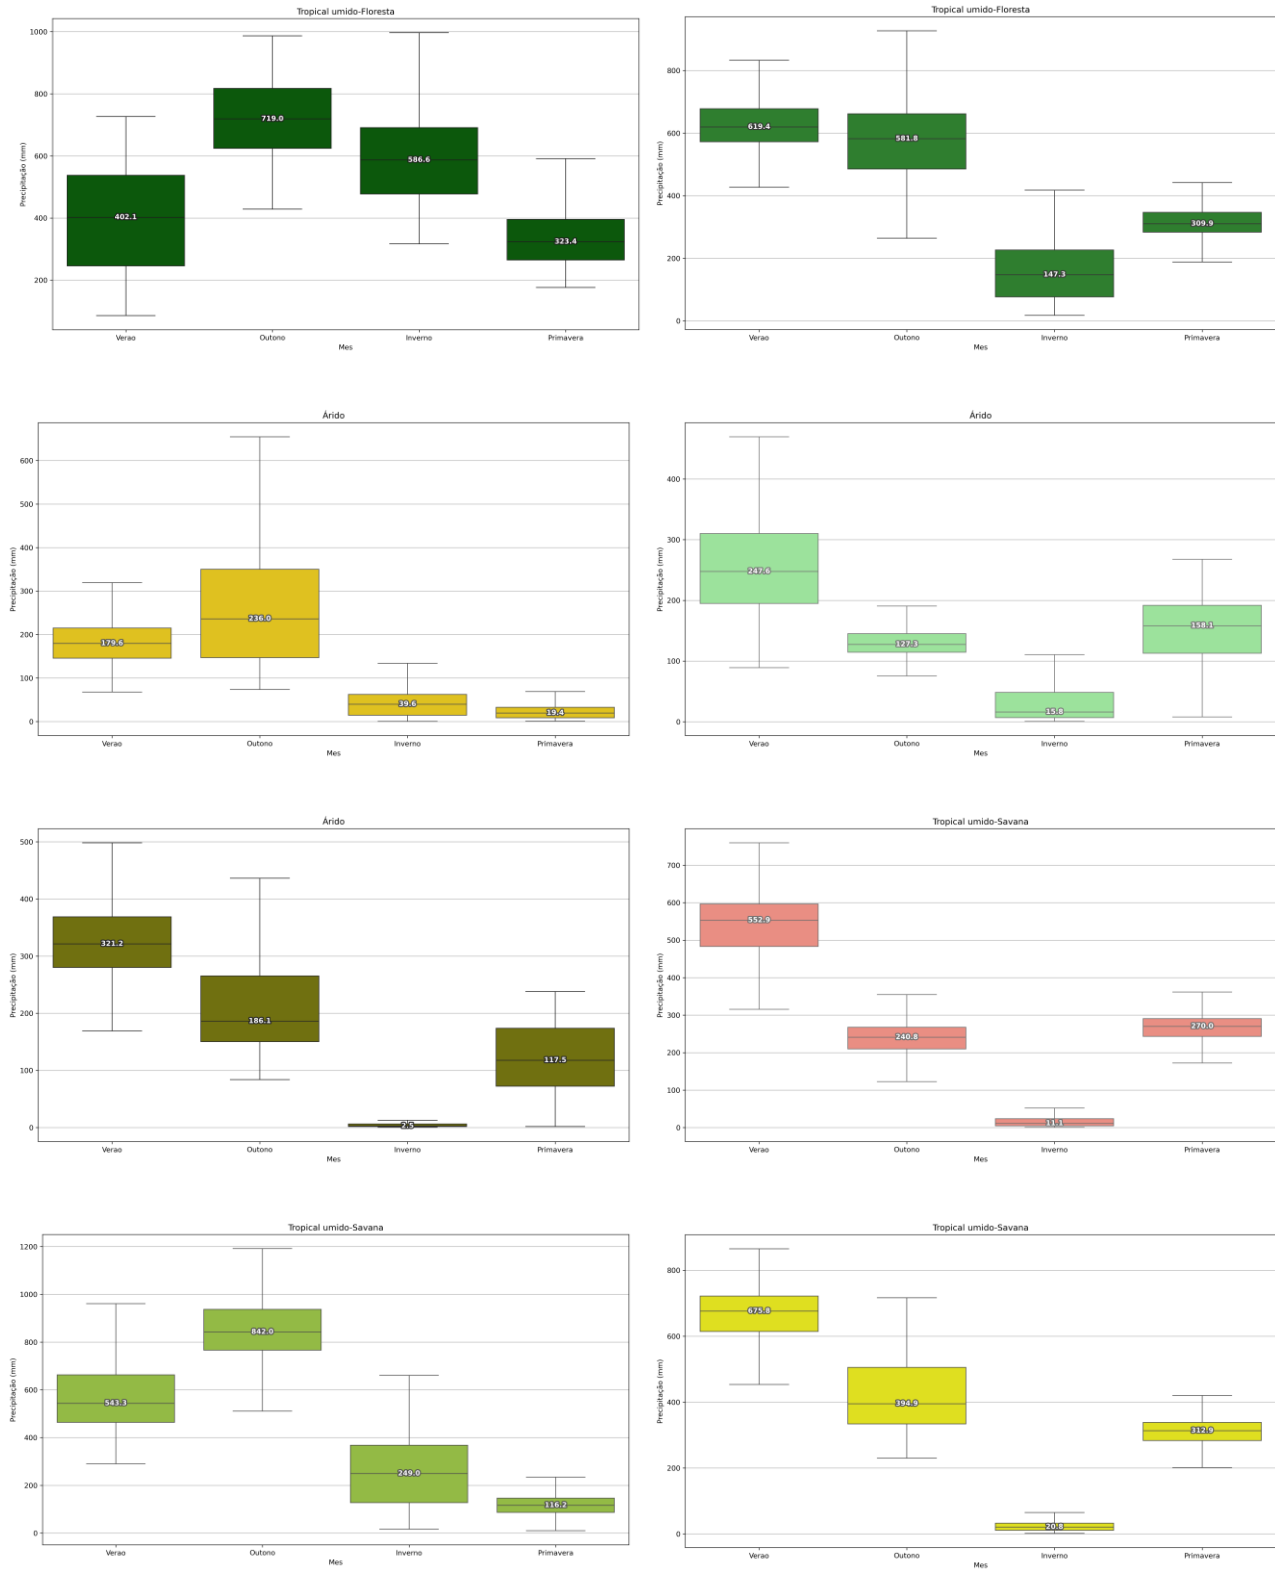 Tropical umido-Floresta
1000
800
600
400
200
Precipitação (mm)
402.1
719.0
586.6
323.4
Verao
Outono
Inverno
Primavera
Mes
Tropical umido-Floresta
800
600
400
200
0
Precipitação (mm)
619.4
581.8
147.3
309.9
Verao
Outono
Inverno
Primavera
Mes
Árido
600
500
400
300
200
100
0
Precipitação (mm)
179.6
236.0
39.6
19.4
Verao
Outono
Inverno
Primavera
Mes
Árido
400
300
200
100
0
Precipitação (mm)
247.6
127.3
15.8
158.1
Verao
Outono
Inverno
Primavera
Mes
Árido
500
400
300
200
100
0
Precipitação (mm)
321.2
186.1
2.5
117.5
Verao
Outono
Inverno
Primavera
Mes
Tropical umido-Savana
700
600
500
400
300
200
100
0
Precipitação (mm)
552.9
240.8
11.1
270.0
Verao
Outono
Inverno
Primavera
Mes
Tropical umido-Savana
1200
1000
800
600
400
200
0
Precipitação (mm)
543.3
842.0
249.0
116.2
Verao
Outono
Inverno
Primavera
Mes
Tropical umido-Savana
800
600
400
200
0
Precipitação (mm)
675.8
394.9
20.8
312.9
Verao
Outono
Inverno
Primavera
Mes